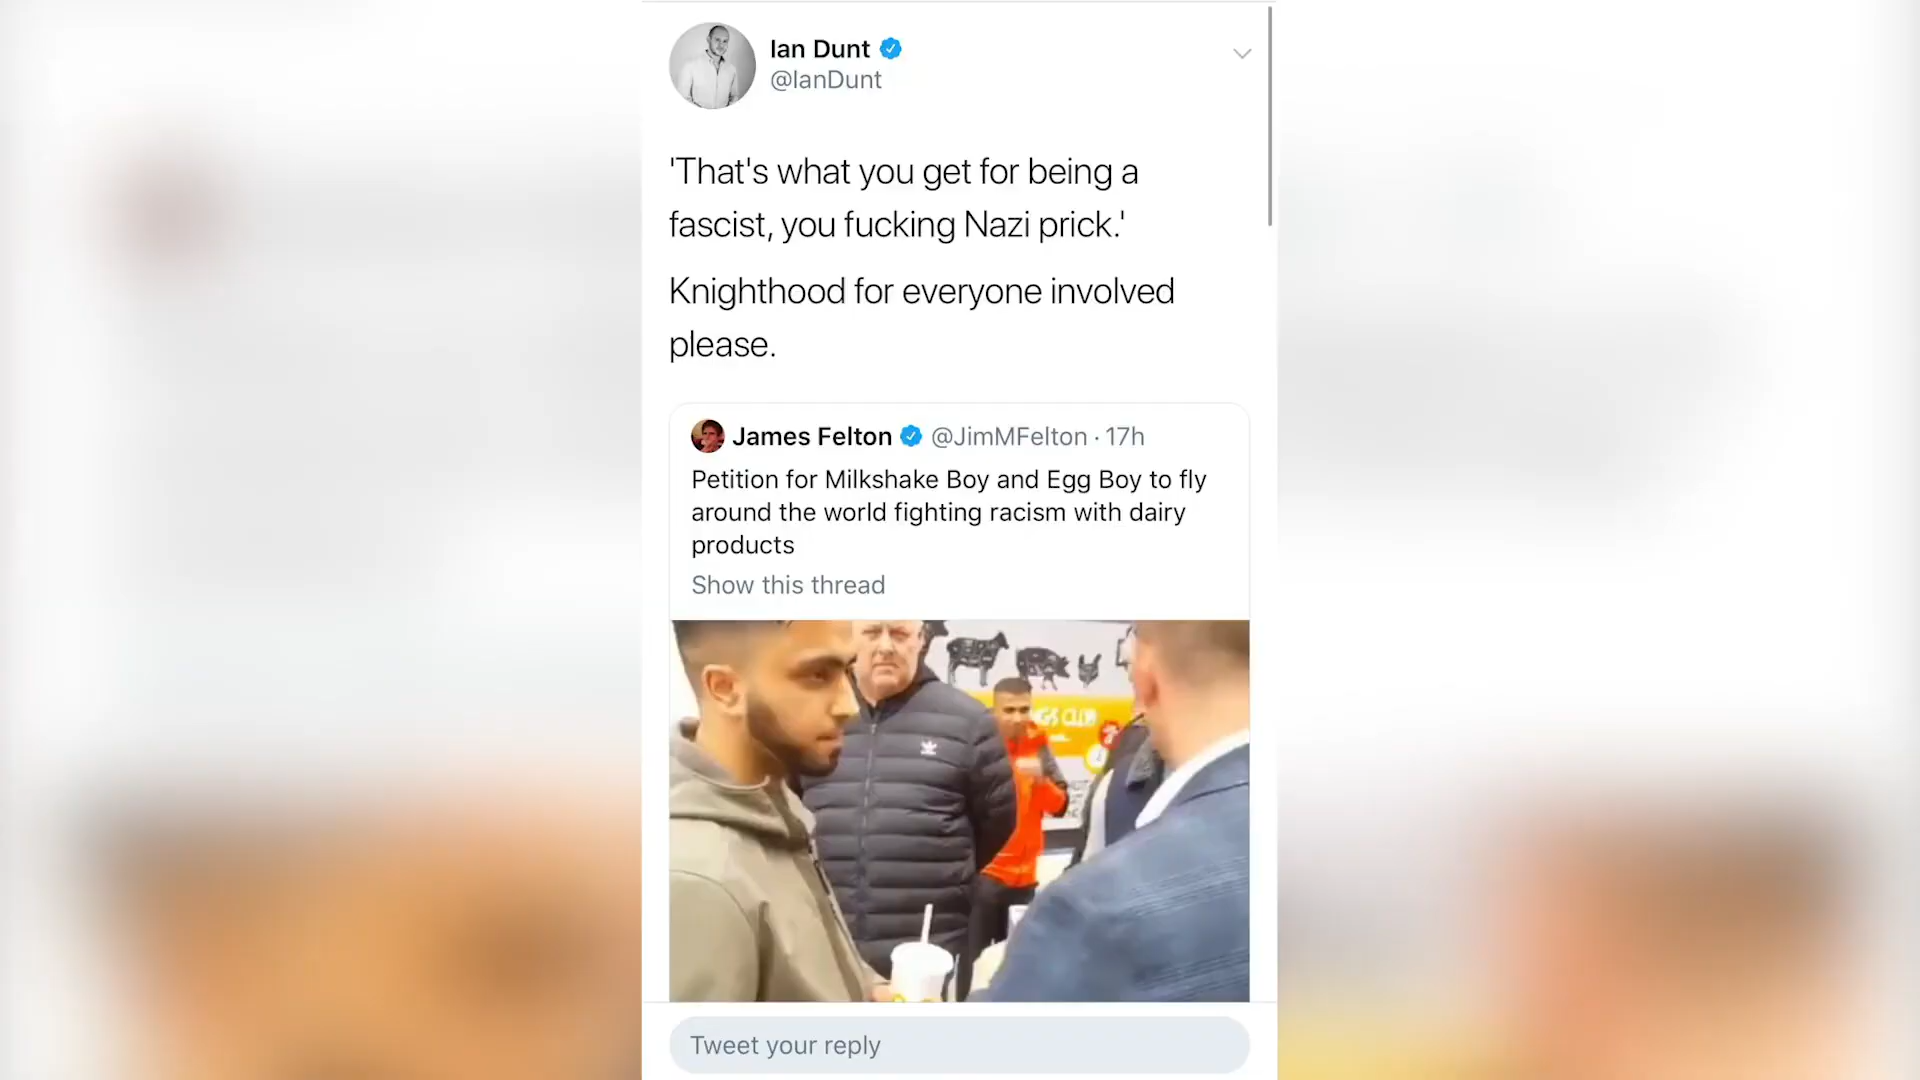 Ian Dunt
@IanDunt
'That's what you get for being a
fascist, you fucking Nazi prick.'
Knighthood for everyone involved
please.
James Felton @JimMFelton · 17h
Petition for Milkshake Boy and Egg Boy to fly
around the world fighting racism with dairy
products
Show this thread
GS CLUB
Tweet your reply